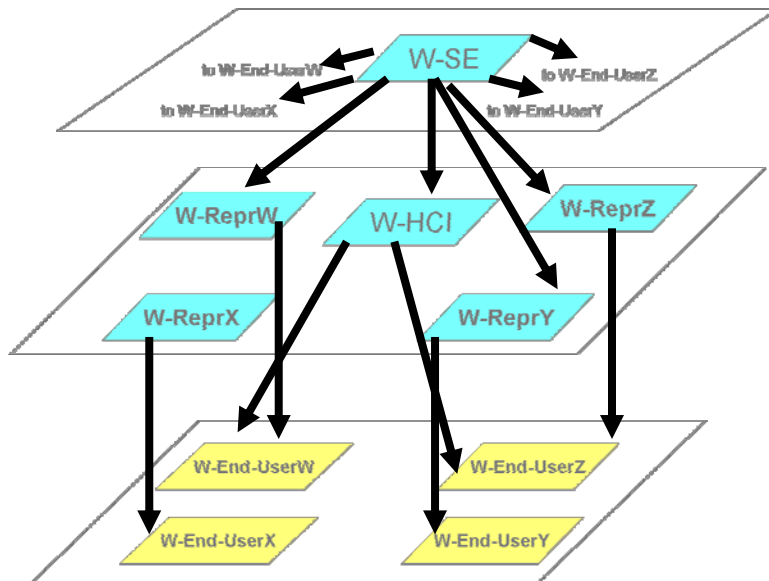 W-SE
to W-End-UserW
to W-End-UserZ
to W-End-UserX
to W-End-UserY
W-ReprW
W-HCI
W-ReprZ
W-ReprX
W-ReprY
W-End-UserW
W-End-UserZ
W-End-UserX
W-End-UserY